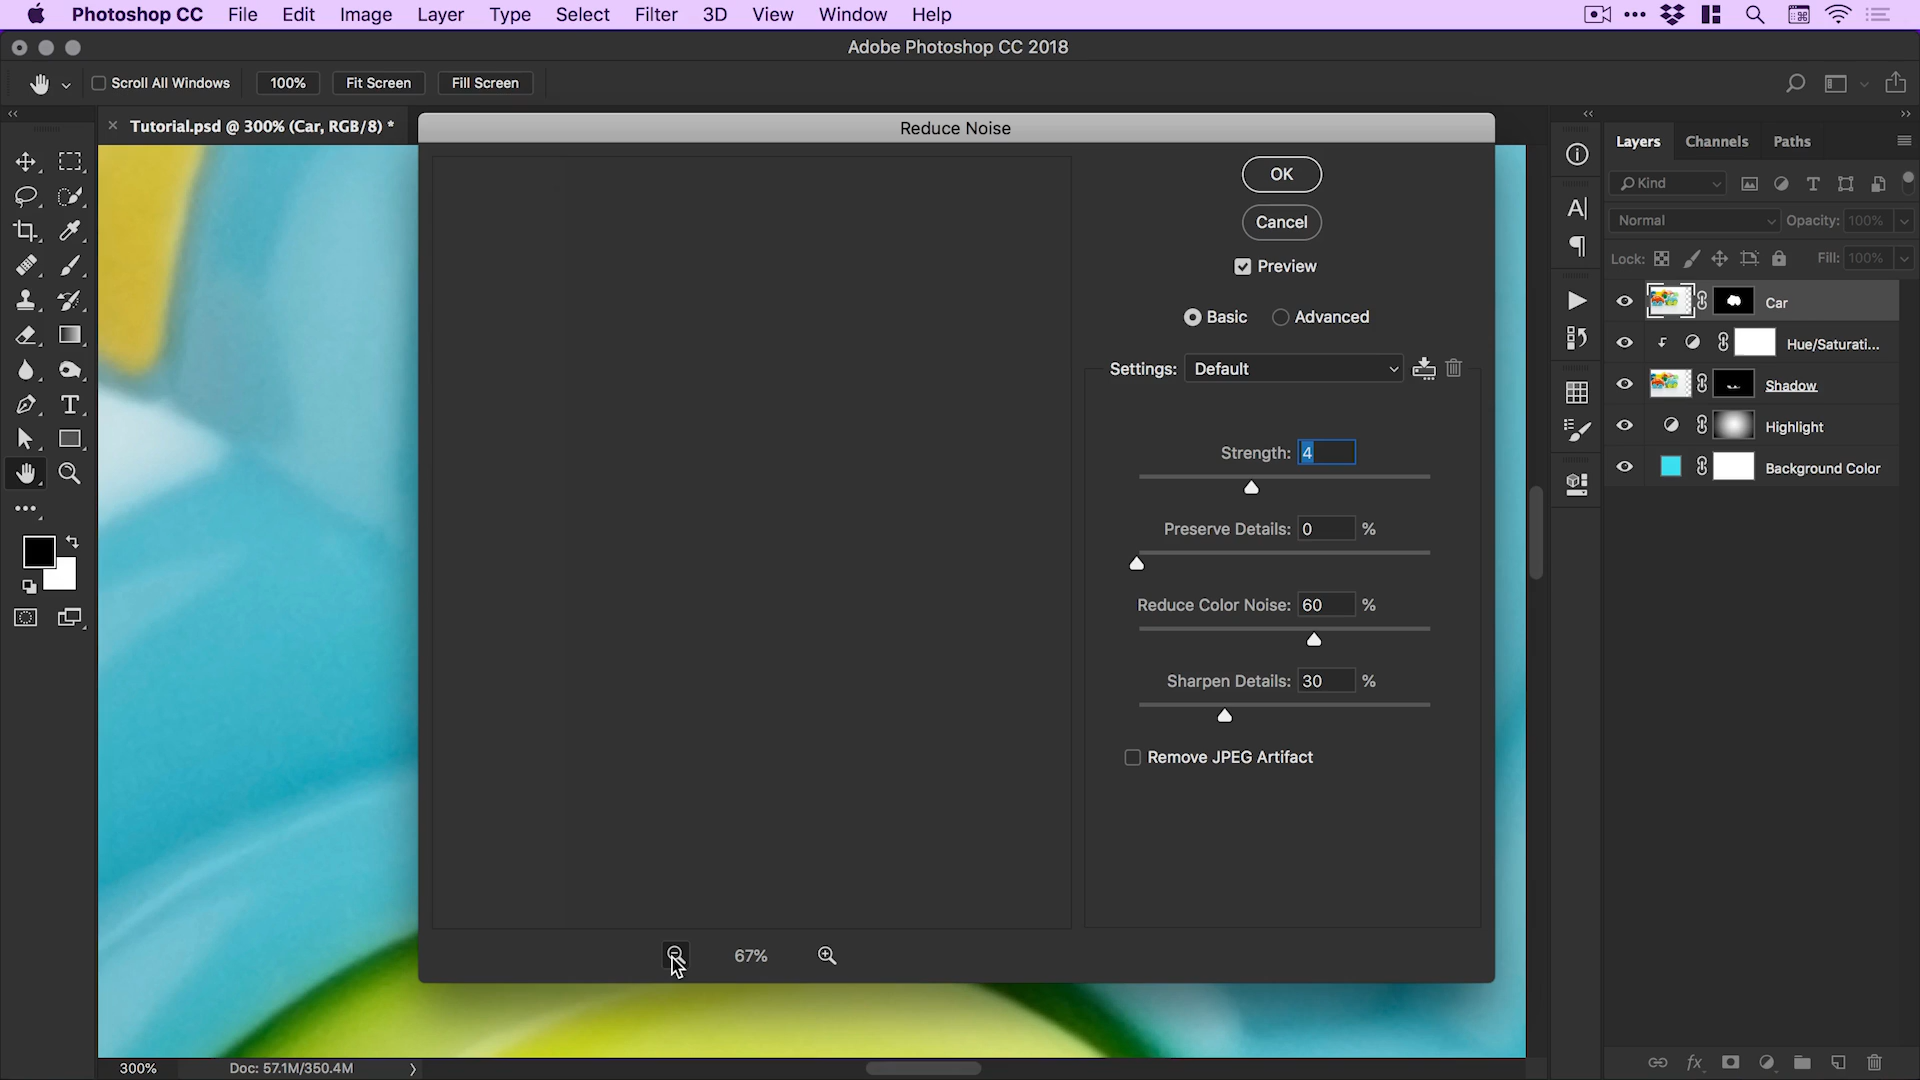 Photoshop CC File Edit Image Layer Type Select Filter 3D View Window Help
Adobe Photoshop CC 2018
Scroll All Windows 100% Fit Screen Fill Screen
Tutorial.psd @ 300% (Car, RGB/8) *
Reduce Noise
OK
Cancel
Preview
Basic Advanced
Settings: Default
Strength: 4
Preserve Details: 0 %
Reduce Color Noise: 60 %
Sharpen Details: 30 %
Remove JPEG Artifact
67%
Layers Channels Paths
Kind
Normal Opacity: 100%
Lock: Fill: 100%
Car
Hue/Saturati...
Shadow
Highlight
Background Color
300% Doc: 57.1M/350.4M